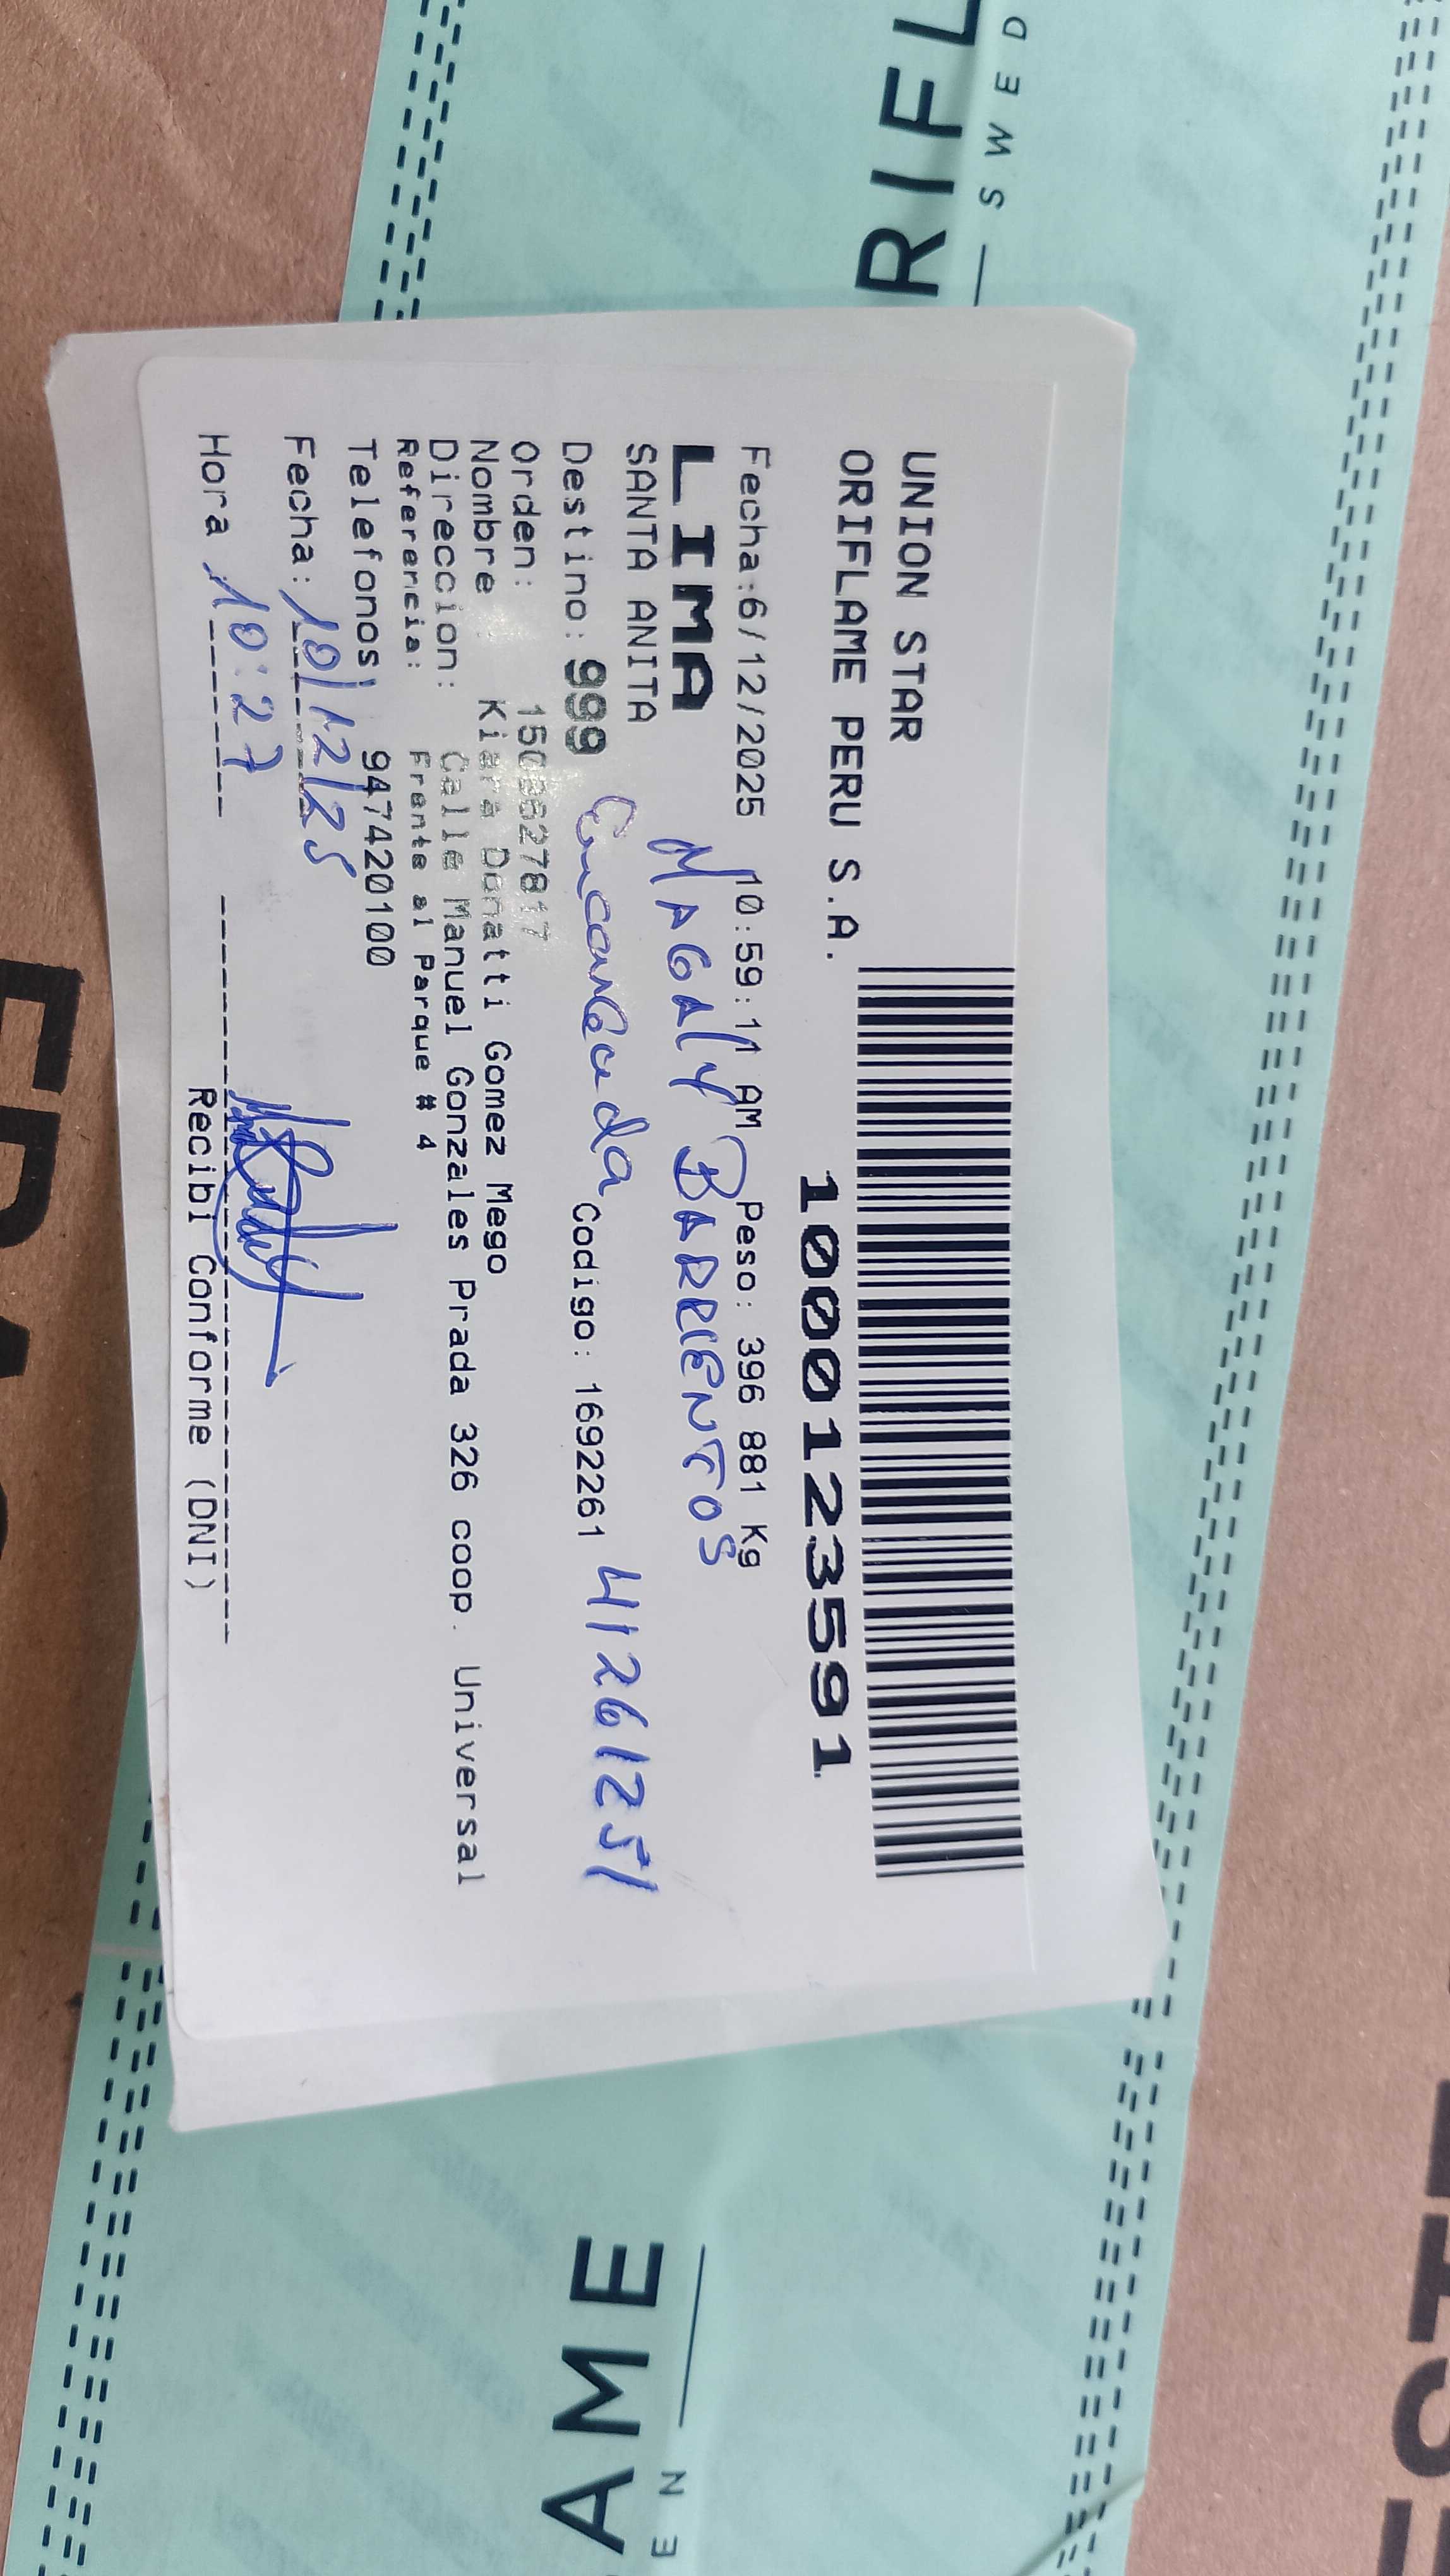 UNION STAR
ORIFLAME PERU S.A.
1000123591
Fecha:6/12/2025 10:59:11 AM Peso: 396 881 Kg
LIMA
MAGALY BARRIENTOS
SANTA ANITA
Destino: 999 Encargada Codigo: 1692261 41261251
Orden:
Nombre Kiara Donatti Gomez Mego
Direccion: Calle Manuel Gonzales Prada 326 coop. Universal
Referencia: Frente al Parque # 4
Telefonos: 947420100
Fecha: 10/12/25
Hora 10:27
Recibi Conforme (DNI)
RIFL
SWED
AME
EN